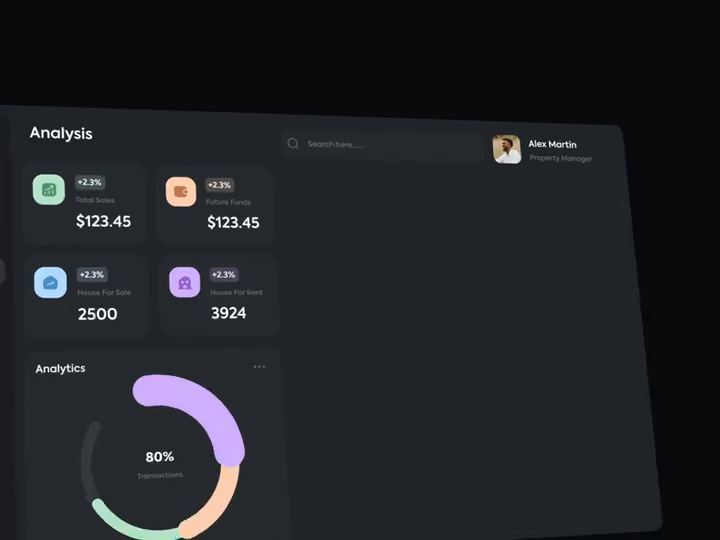 Analysis
Search here....
Alex Martin
Property Manager
+2.3%
Total Sales
$123.45
+2.3%
Future Funds
$123.45
+2.3%
House For Sale
2500
+2.3%
House For Rent
3924
Analytics
80%
Transactions